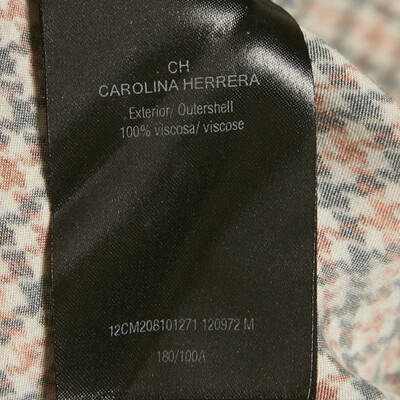 CH
CAROLINA HERRERA
Exterior/ Outershell
100% viscosa/ viscose
12CM208101271 120972 M
180/100A